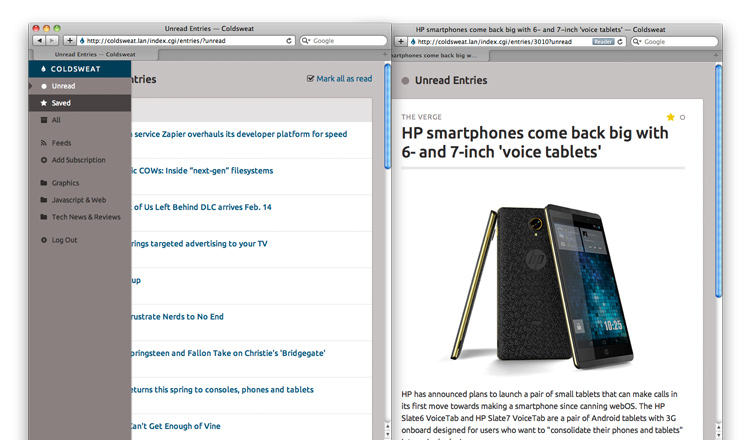 Unread Entries — Coldsweat
http://coldsweat.lan/index.cgi/entries/?unread
Google
Unread Entries — Coldsweat
COLDSWEAT
Unread
Saved
All
Feeds
Add Subscription
Graphics
Javascript & Web
Tech News & Reviews
Log Out
ntries
Mark all as read
service Zapier overhauls its developer platform for speed
ic COWs: Inside "next-gen" filesystems
of Us Left Behind DLC arrives Feb. 14
rings targeted advertising to your TV
up
rustrate Nerds to No End
pringsteen and Fallon Take on Christie's 'Bridgegate'
eturns this spring to consoles, phones and tablets
Can't Get Enough of Vine
HP smartphones come back big with 6- and 7-inch 'voice tablets' — Coldsweat
http://coldsweat.lan/index.cgi/entries/3010?unread
Reader
Google
artphones come back big w...
Unread Entries
THE VERGE
HP smartphones come back big with
6- and 7-inch 'voice tablets'
hp
10:25
HP has announced plans to launch a pair of small tablets that can make calls in
its first move towards making a smartphone since canning webOS. The HP
Slate6 VoiceTab and HP Slate7 VoiceTab are a pair of Android tablets with 3G
onboard designed for users who want to "consolidate their phones and tablets"